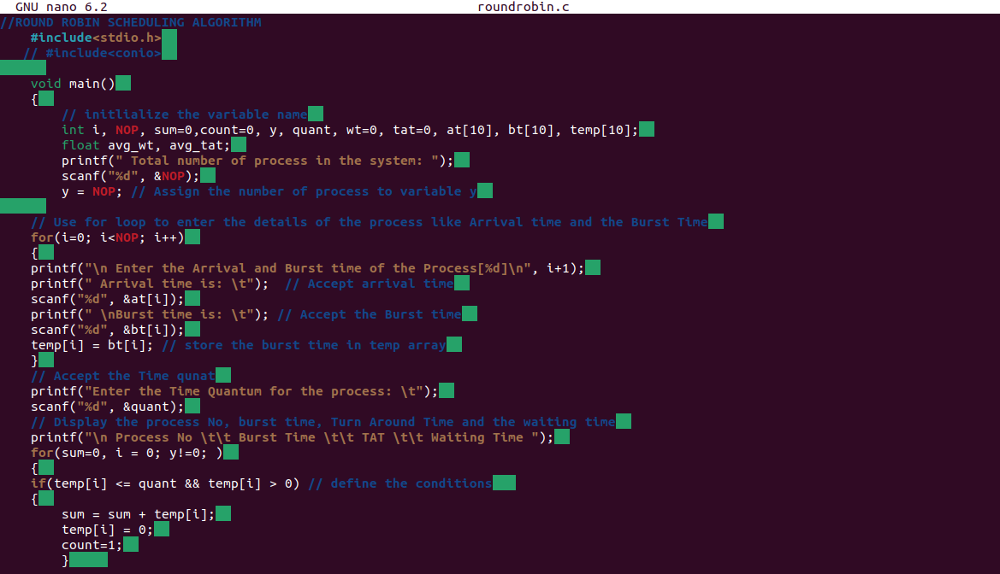 GNU nano 6.2 roundrobin.c
//ROUND ROBIN SCHEDULING ALGORITHM
    #include<stdio.h>
   // #include<conio>
    void main()
    {
        // initlialize the variable name
        int i, NOP, sum=0,count=0, y, quant, wt=0, tat=0, at[10], bt[10], temp[10];
        float avg_wt, avg_tat;
        printf(" Total number of process in the system: ");
        scanf("%d", &NOP);
        y = NOP; // Assign the number of process to variable y
    // Use for loop to enter the details of the process like Arrival time and the Burst Time
    for(i=0; i<NOP; i++)
    {
    printf("\n Enter the Arrival and Burst time of the Process[%d]\n", i+1);
    printf(" Arrival time is: \t");  // Accept arrival time
    scanf("%d", &at[i]);
    printf(" \nBurst time is: \t"); // Accept the Burst time
    scanf("%d", &bt[i]);
    temp[i] = bt[i]; // store the burst time in temp array
    }
    // Accept the Time qunat
    printf("Enter the Time Quantum for the process: \t");
    scanf("%d", &quant);
    // Display the process No, burst time, Turn Around Time and the waiting time
    printf("\n Process No \t\t Burst Time \t\t TAT \t\t Waiting Time ");
    for(sum=0, i = 0; y!=0; )
    {
    if(temp[i] <= quant && temp[i] > 0) // define the conditions
    {
        sum = sum + temp[i];
        temp[i] = 0;
        count=1;
        }